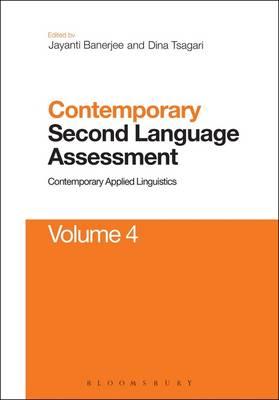 Edited by
Jayanti Banerjee and Dina Tsagari
Contemporary
Second Language
Assessment
Contemporary Applied Linguistics
Volume 4
BLOOMSBURY